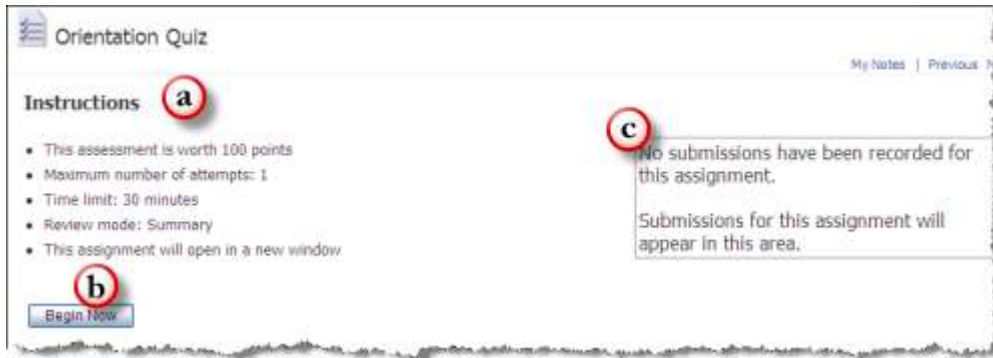 Orientation Quiz
My Notes | Previous
Instructions
a
c
• This assessment is worth 100 points
• Maximum number of attempts: 1
• Time limit: 30 minutes
• Review mode: Summary
• This assignment will open in a new window
No submissions have been recorded for
this assignment.
Submissions for this assignment will
appear in this area.
b
Begin Now